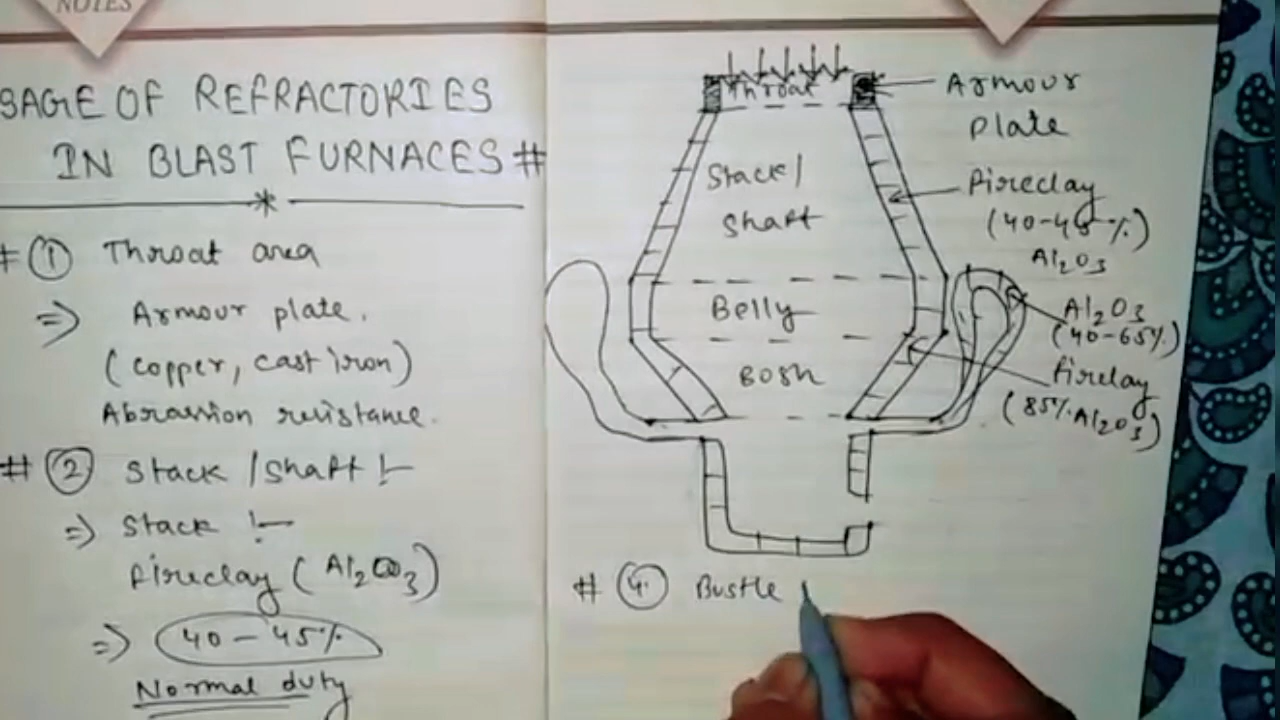 NOTES
SAGE OF REFRACTORIES
IN BLAST FURNACES #
# ① Throat area
⇒ Armour plate.
(copper, cast iron)
Abrassion resistance.
# ② Stack / Shaft :-
⇒ Stack :-
fireclay (Al2O3)
⇒ 40 - 45%
Normal duty
Throat
Stack /
Shaft
Belly
BOSH
Armour
plate
fireclay
(40-45%)
Al2O3
Al2O3
(40-65%)
fireclay
(85% Al2O3)
# ④. Bustle